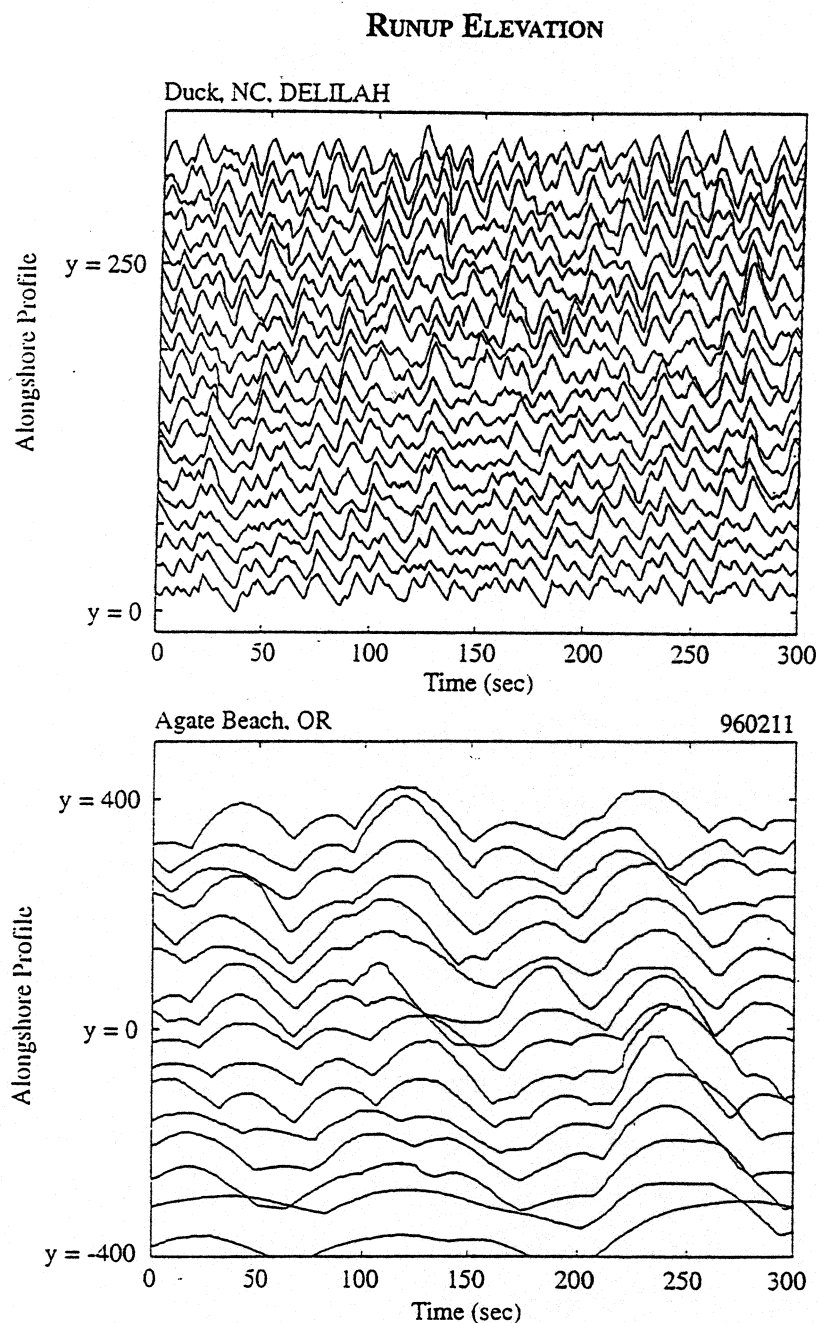 RUNUP ELEVATION
Duck, NC, DELILAH
Alongshore Profile
y = 250
y = 0
0 50 100 150 200 250 300
Time (sec)
Agate Beach, OR 960211
Alongshore Profile
y = 400
y = 0
y = -400
0 50 100 150 200 250 300
Time (sec)